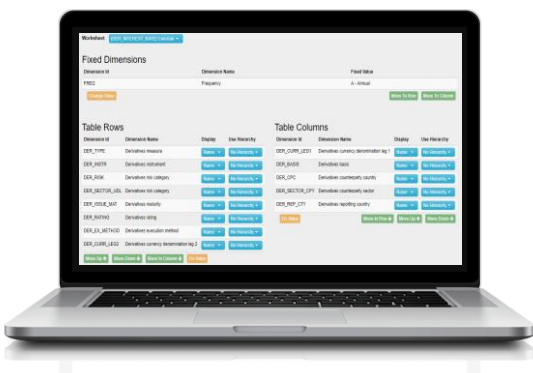 Worksheet
Fixed Dimensions
Dimension Id Dimension Name Fixed Value
FREQ Frequency A - Annual
Move To Row Move To Column
Table Rows
Dimension Id Dimension Name Display Use Hierarchy
DER_TYPE Derivatives measure Name No Hierarchy
DER_INSTR Derivatives instrument Name No Hierarchy
DER_RISK Derivatives risk category Name No Hierarchy
DER_SECTOR_UDL Derivatives risk category Name No Hierarchy
DER_ISSUE_MAT Derivatives maturity Name No Hierarchy
DER_RATING Derivatives rating Name No Hierarchy
DER_EX_METHOD Derivatives execution method Name No Hierarchy
DER_CURR_LEG2 Derivatives currency denomination leg 2 Name No Hierarchy
Move Up Move Down Move to Column Fix Value
Table Columns
Dimension Id Dimension Name Display Use Hierarchy
DER_CURR_LEG1 Derivatives currency denomination leg 1 Name No Hierarchy
DER_BASIS Derivatives basis Name No Hierarchy
DER_CPC Derivatives counterparty country Name No Hierarchy
DER_SECTOR_CPY Derivatives counterparty sector Name No Hierarchy
DER_REP_CTY Derivatives reporting country Name No Hierarchy
Fix Value Move to Row Move Up Move Down